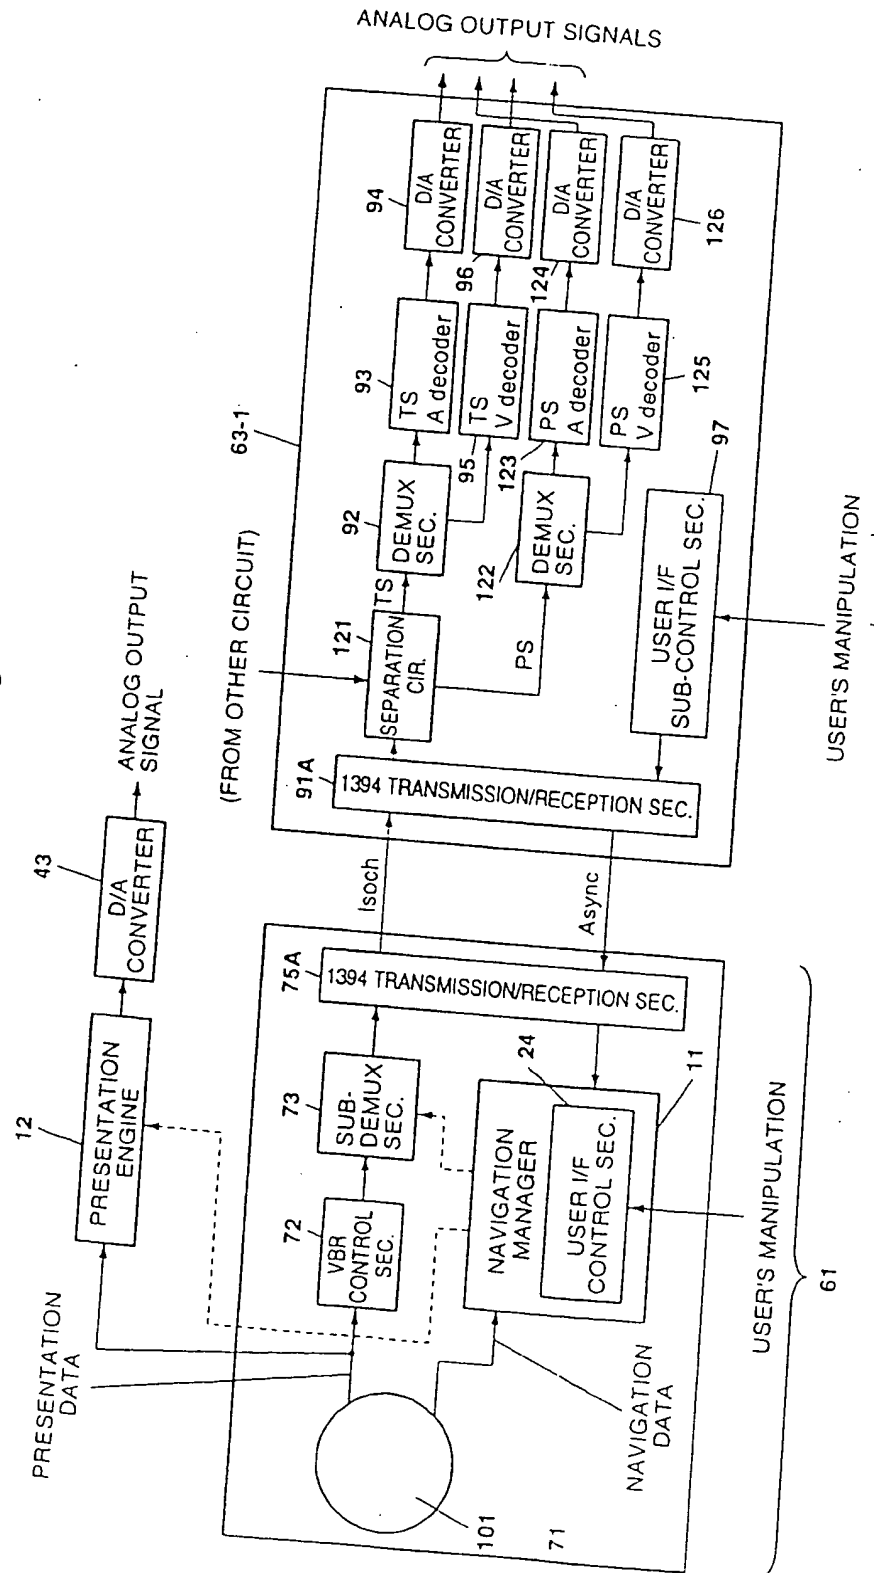 ANALOG OUTPUT SIGNALS
94
D/A
CONVERTER
96
D/A
CONVERTER
124
D/A
CONVERTER
D/A
CONVERTER
126
93
TS
A decoder
95
TS
V decoder
123
PS
A decoder
PS
V decoder
125
63-1
92
DEMUX
SEC.
122
DEMUX
SEC.
97
USER I/F
SUB-CONTROL SEC.
USER'S MANIPULATION
(FROM OTHER CIRCUIT)
121
TS
SEPARATION
CIR.
PS
91A
1394 TRANSMISSION/RECEPTION SEC.
ANALOG OUTPUT
SIGNAL
43
D/A
CONVERTER
Isoch
Async
12
PRESENTATION
ENGINE
75A
1394 TRANSMISSION/RECEPTION SEC.
73
SUB-
DEMUX
SEC.
72
VBR
CONTROL
SEC.
24
11
NAVIGATION
MANAGER
USER I/F
CONTROL SEC.
USER'S MANIPULATION
61
PRESENTATION
DATA
NAVIGATION
DATA
101
71